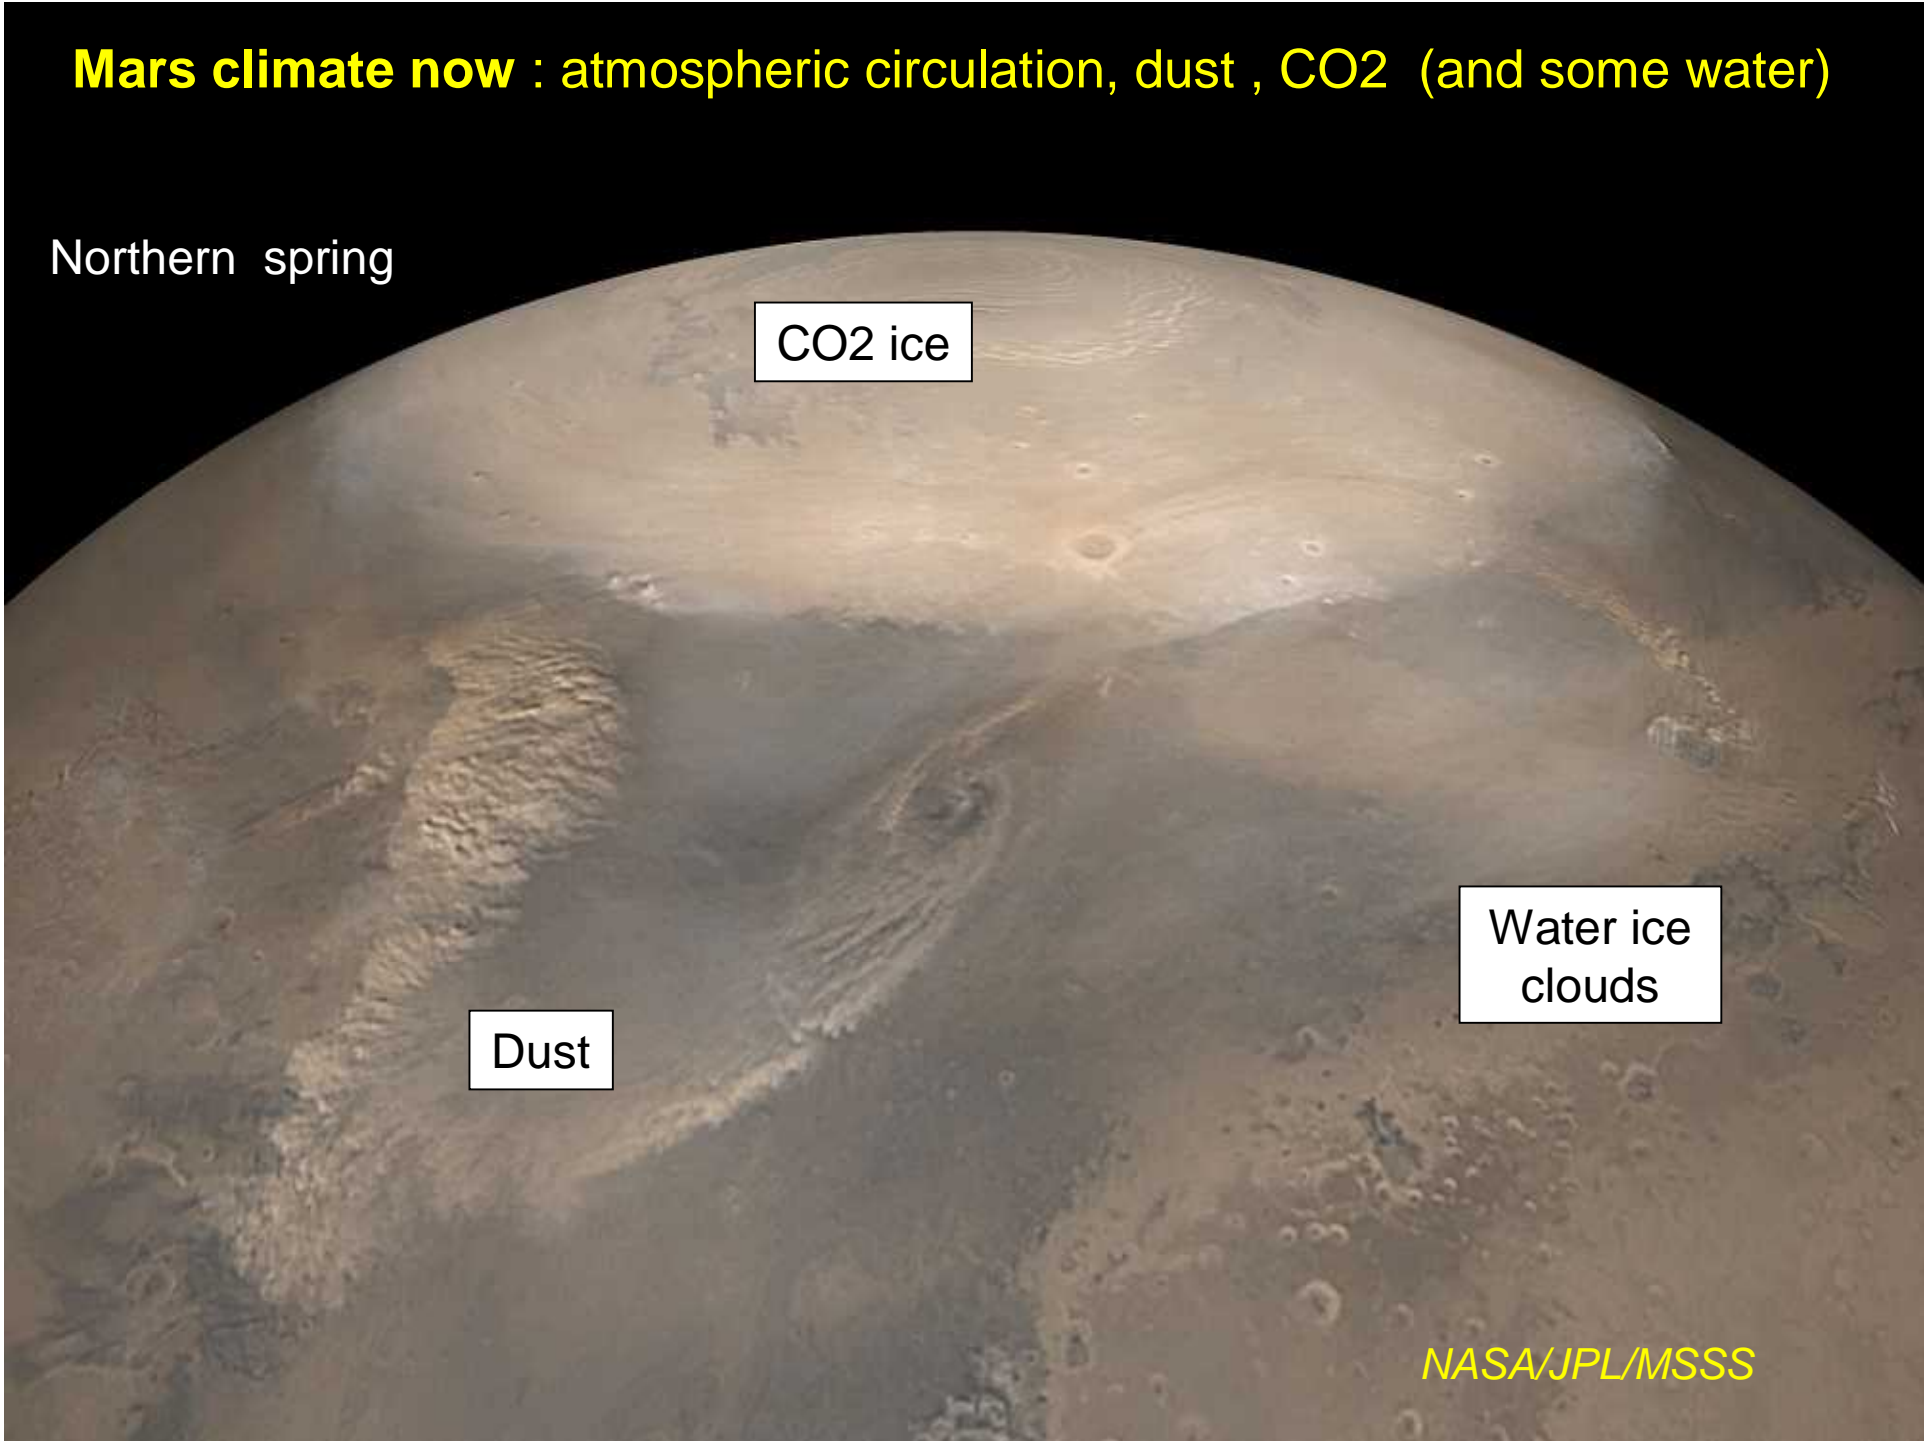 Mars climate now : atmospheric circulation, dust , CO2 (and some water)
Northern spring
CO2 ice
Water ice
clouds
Dust
NASA/JPL/MSSS